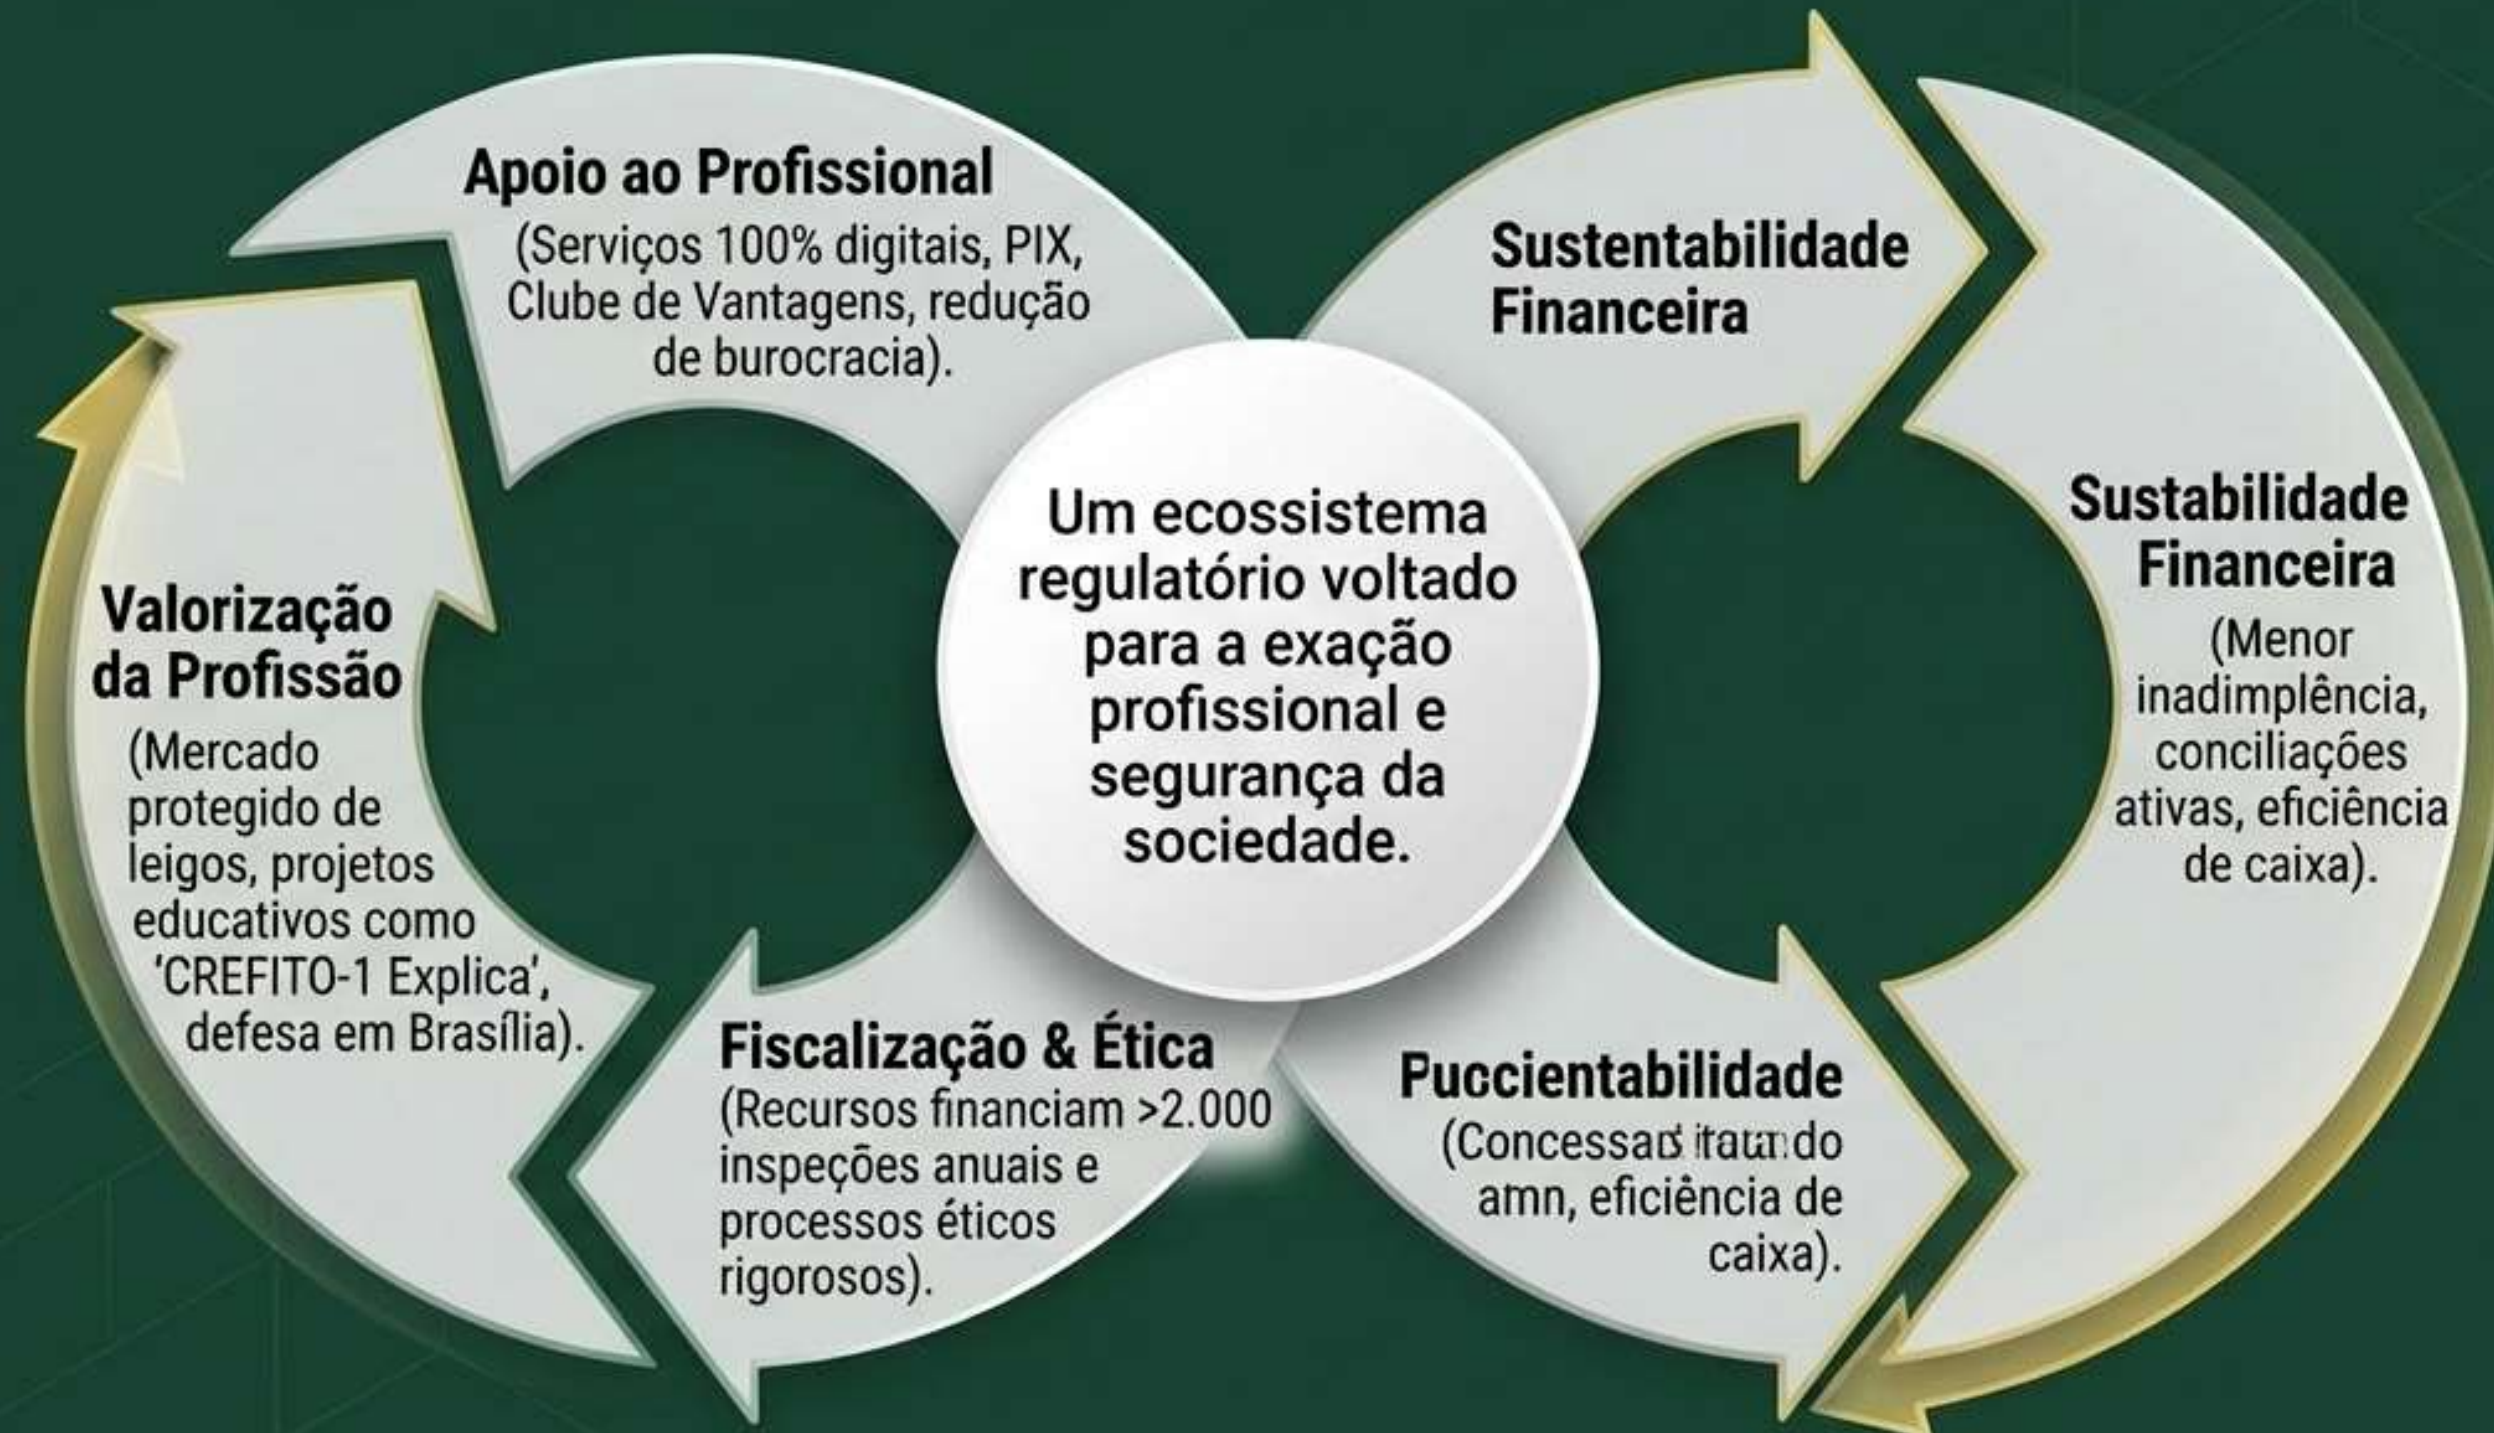 Apoio ao Profissional
(Serviços 100% digitais, PIX,
Clube de Vantagens, redução
de burocracia).
Valorização
da Profissão
(Mercado
protegido de
leigos, projetos
educativos como
'CREFITO-1 Explica',
defesa em Brasília).
Fiscalização & Ética
(Recursos financiam >2.000
inspeções anuais e
processos éticos
rigorosos).
Um ecossistema
regulatório voltado
para a exação
profissional e
segurança da
sociedade.
Sustentabilidade
Financeira
Sustabilidade
Financeira
(Menor
inadimplência,
conciliações
ativas, eficiência
de caixa).
Puccientabilidade
do
amn, eficiência de
caixa).